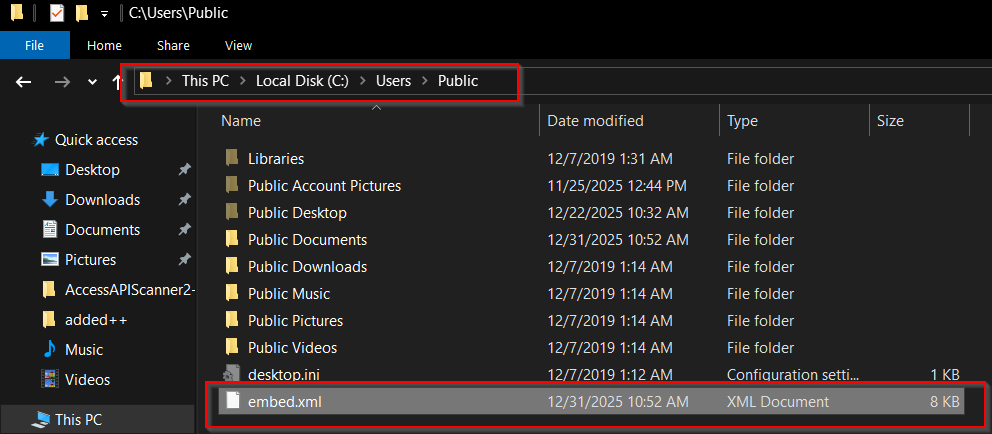 C:\Users\Public
File Home Share View
This PC Local Disk (C:) Users Public
Name Date modified Type Size
Quick access
Desktop
Downloads
Documents
Pictures
AccessAPIScanner2-
added++
Music
Videos
This PC
Libraries 12/7/2019 1:31 AM File folder
Public Account Pictures 11/25/2025 12:44 PM File folder
Public Desktop 12/22/2025 10:32 AM File folder
Public Documents 12/31/2025 10:52 AM File folder
Public Downloads 12/7/2019 1:14 AM File folder
Public Music 12/7/2019 1:14 AM File folder
Public Pictures 12/7/2019 1:14 AM File folder
Public Videos 12/7/2019 1:14 AM File folder
desktop.ini 12/7/2019 1:12 AM Configuration setti... 1 KB
embed.xml 12/31/2025 10:52 AM XML Document 8 KB